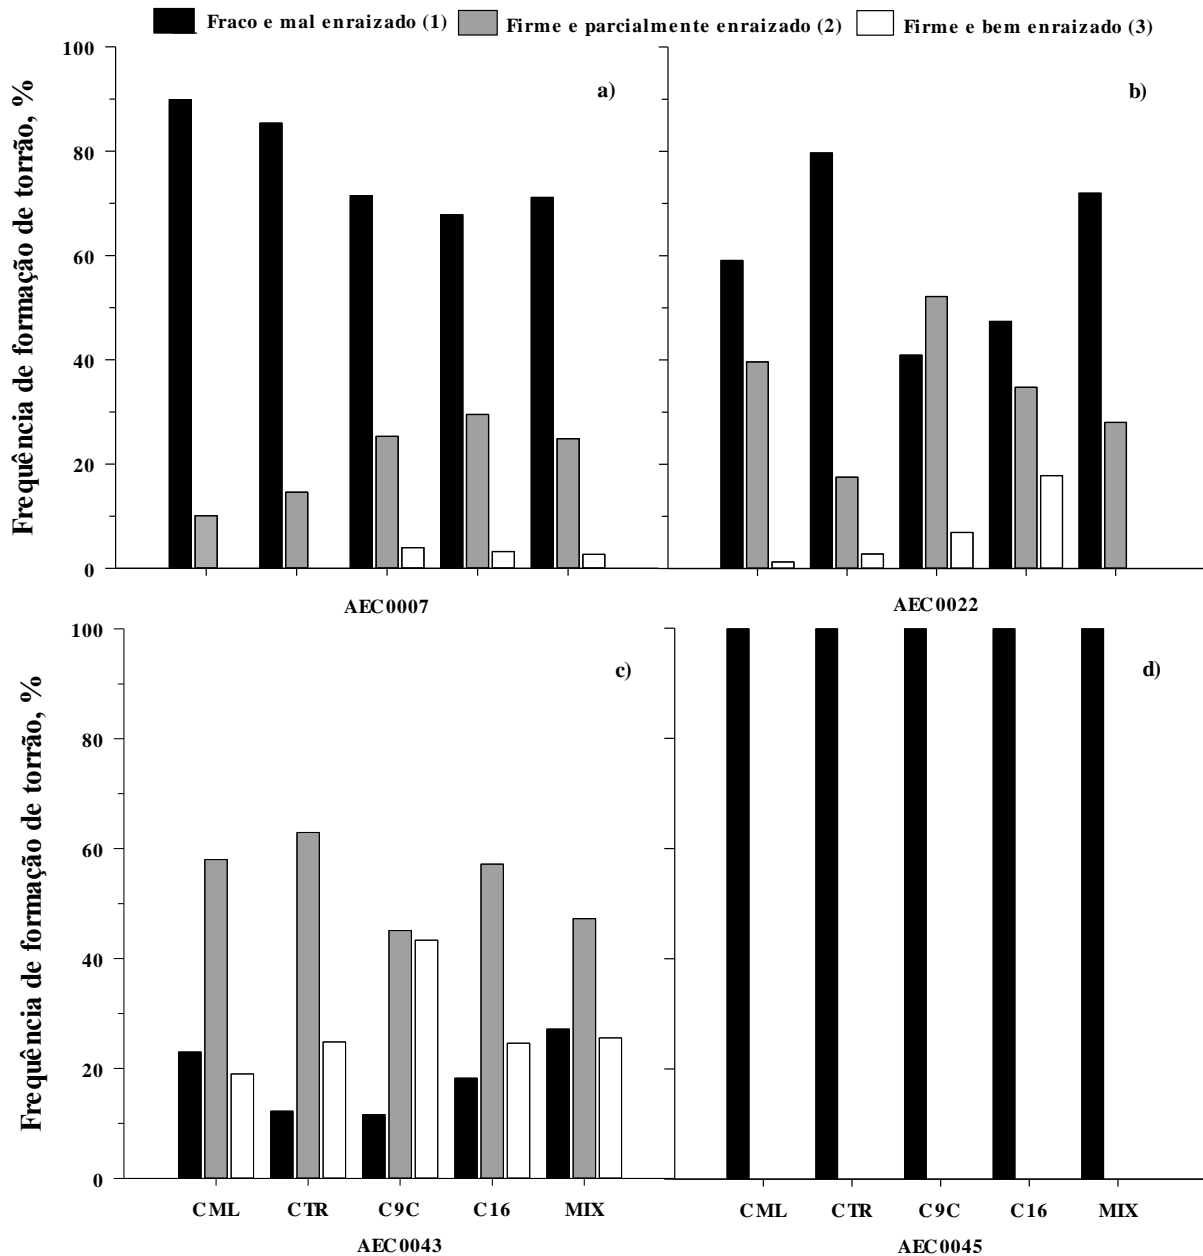 Fraco e mal enraizado (1) Firme e parcialmente enraizado (2) Firme e bem enraizado (3)
Frequência de formação de torrão, %
100
80
60
40
20
0
a)
b)
AEC0007
AEC0022
Frequência de formação de torrão, %
100
80
60
40
20
0
c)
d)
CML CTR C9C C16 MIX
CML CTR C9C C16 MIX
AEC0043
AEC0045